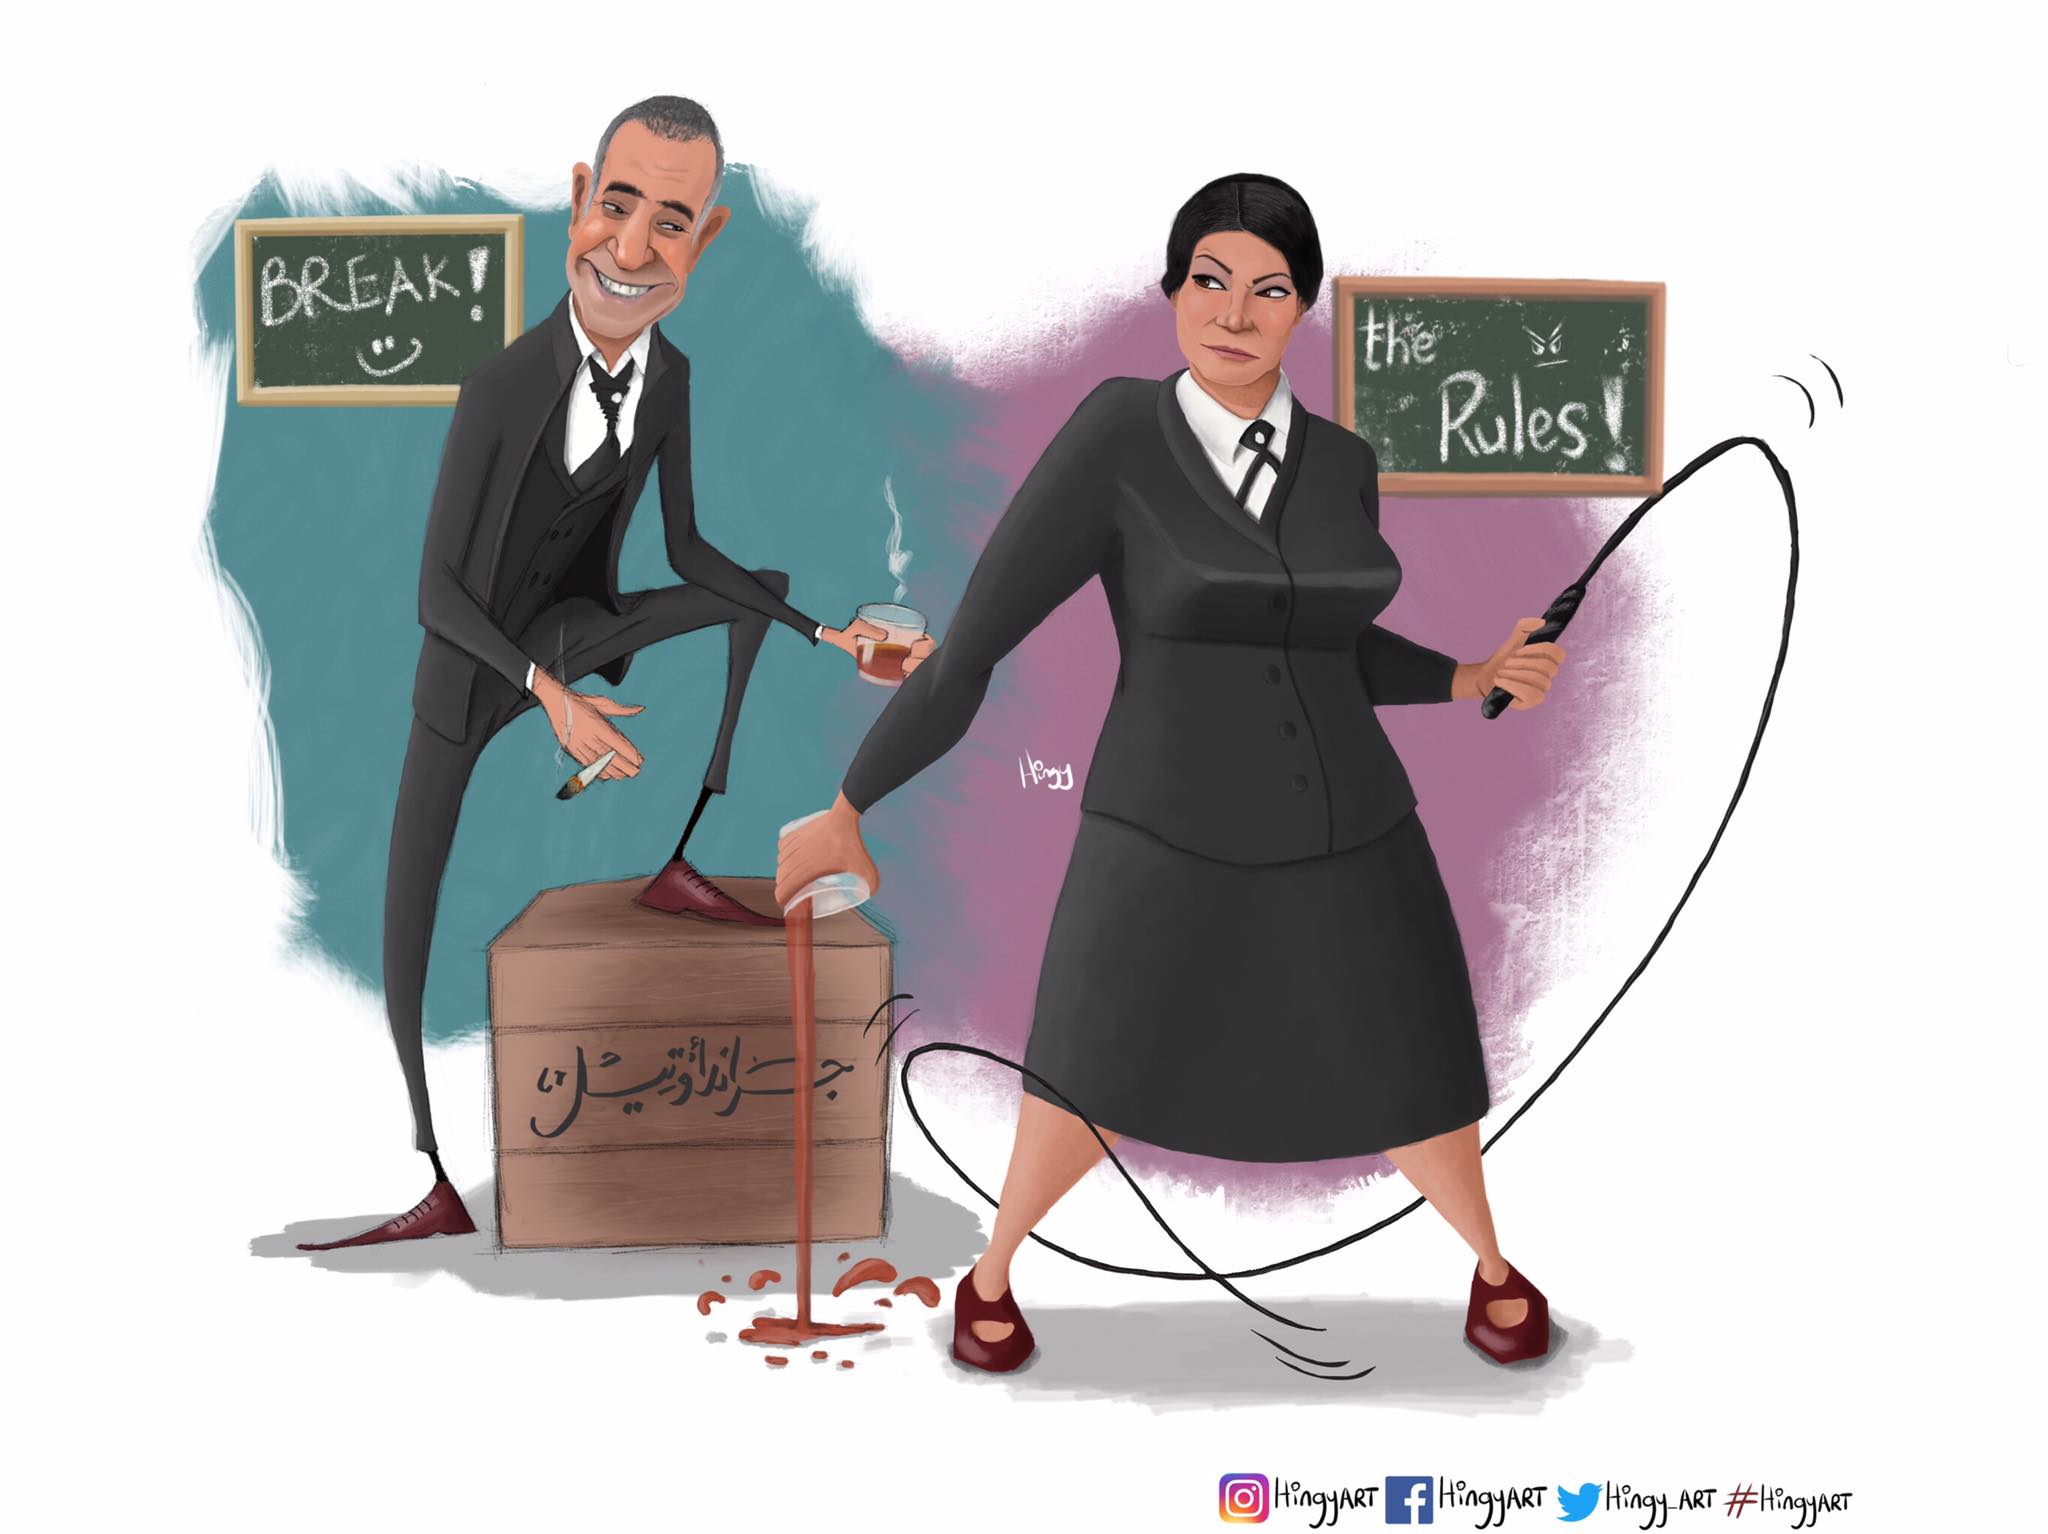 BREAK!
the
Rules!
Hingy
جراند أوتيل
HingyART HingyART Hingy_ART #HingyART